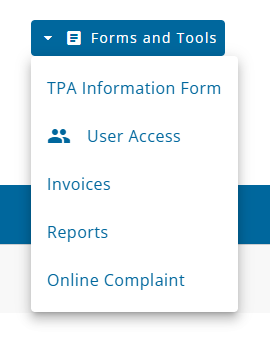 Forms and Tools
TPA Information Form
User Access
Invoices
Reports
Online Complaint